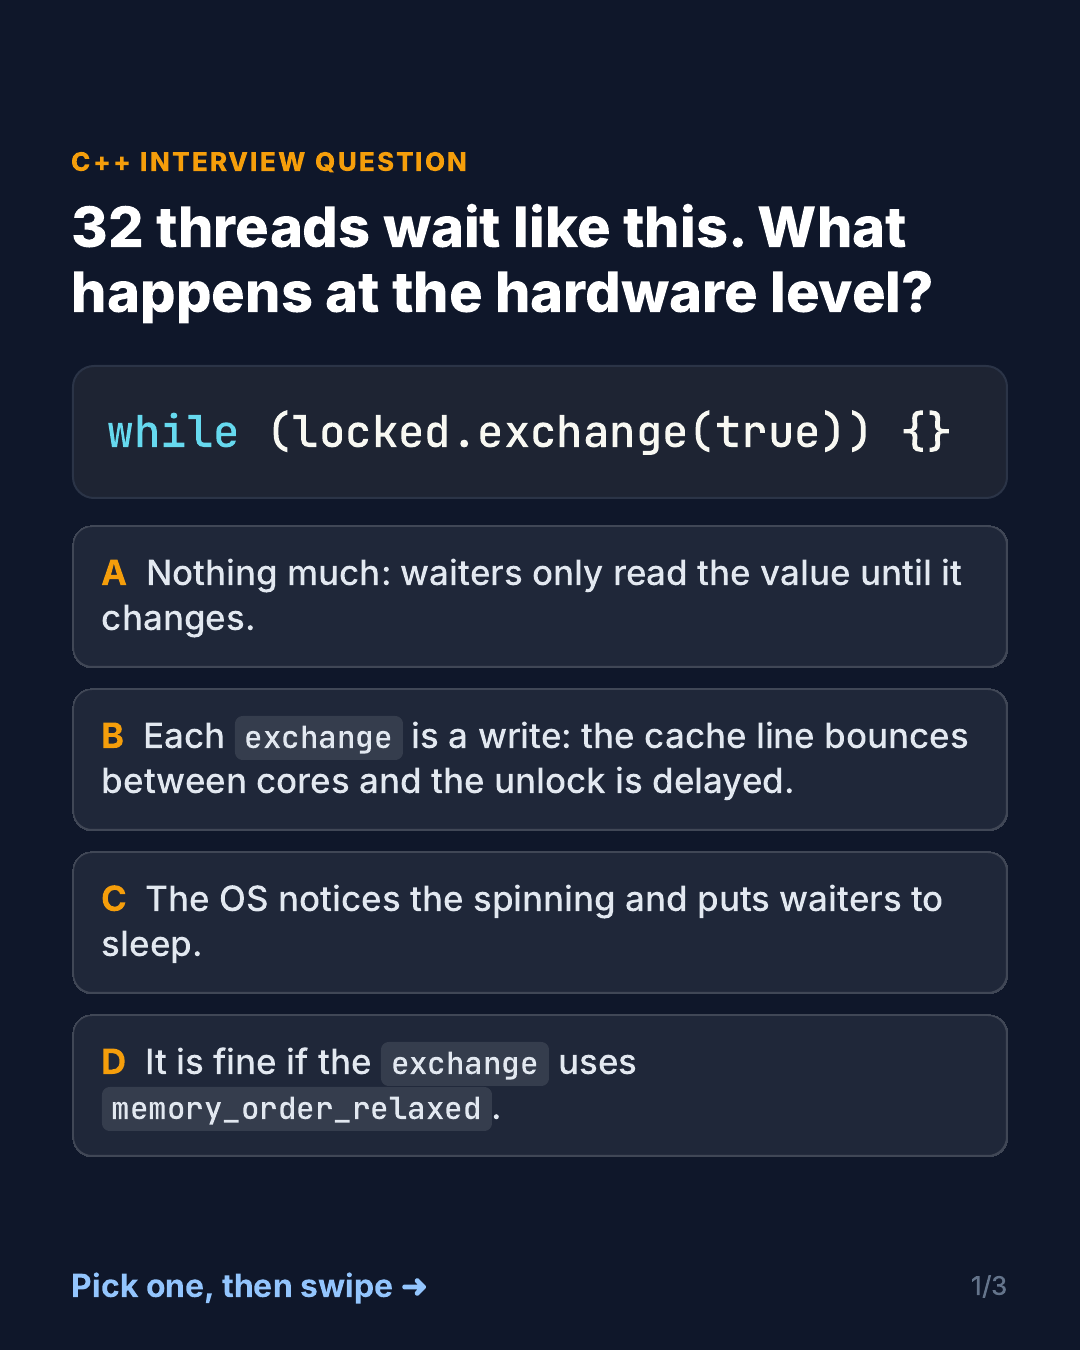 C++ INTERVIEW QUESTION
32 threads wait like this. What
happens at the hardware level?
while (locked.exchange(true)) {}
A Nothing much: waiters only read the value until it
changes.
B Each exchange is a write: the cache line bounces
between cores and the unlock is delayed.
C The OS notices the spinning and puts waiters to
sleep.
D It is fine if the exchange uses
memory_order_relaxed.
Pick one, then swipe ➜
1/3